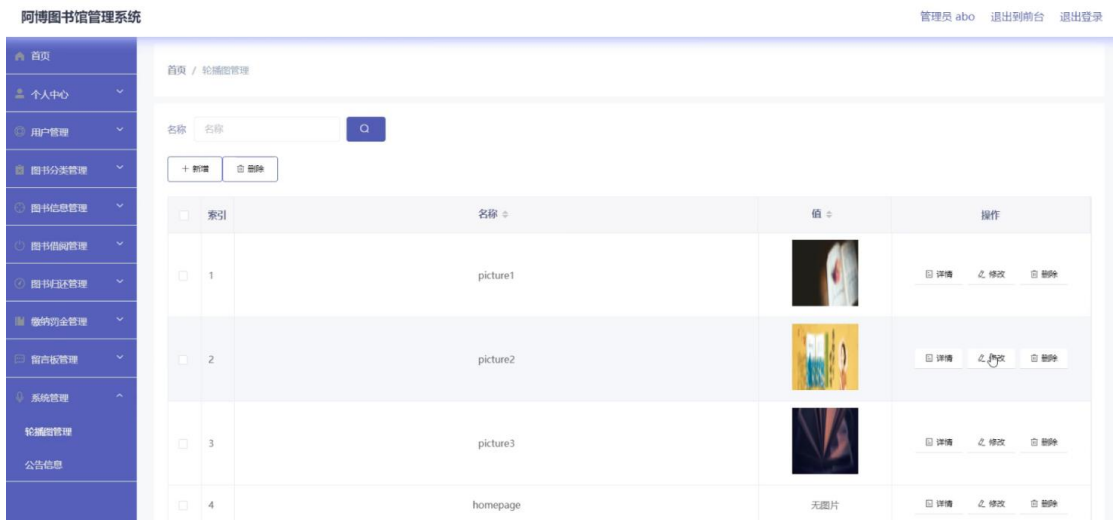 阿博图书馆管理系统
管理员 abo 退出到前台 退出登录
首页
个人中心
用户管理
图书分类管理
图书信息管理
图书借阅管理
图书归还管理
缴纳罚金管理
留言板管理
系统管理
轮播图管理
公告信息
首页 / 轮播图管理
名称 名称
+ 新增 删除
索引 名称 值 操作
1 picture1 详情 修改 删除
2 picture2 详情 修改 删除
3 picture3 详情 修改 删除
4 homepage 无图片 详情 修改 删除